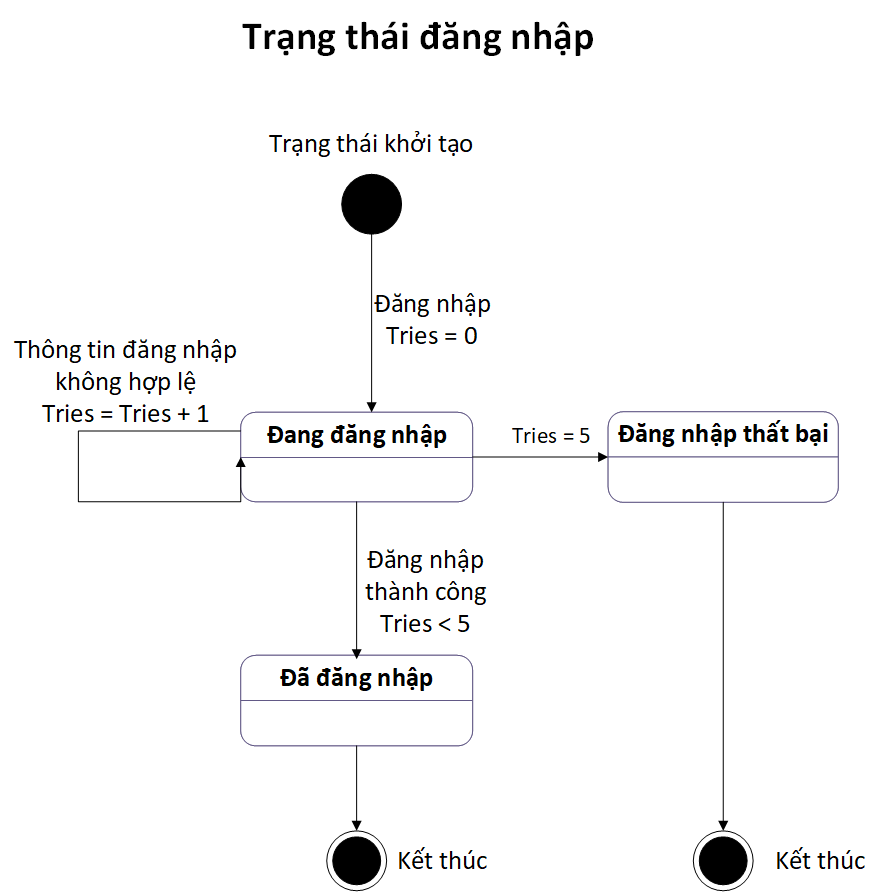 Trạng thái đăng nhập
Trạng thái khởi tạo
Đăng nhập
Tries = 0
Thông tin đăng nhập
không hợp lệ
Tries = Tries + 1
Đang đăng nhập
Tries = 5
Đăng nhập thất bại
Đăng nhập
thành công
Tries < 5
Đã đăng nhập
Kết thúc
Kết thúc